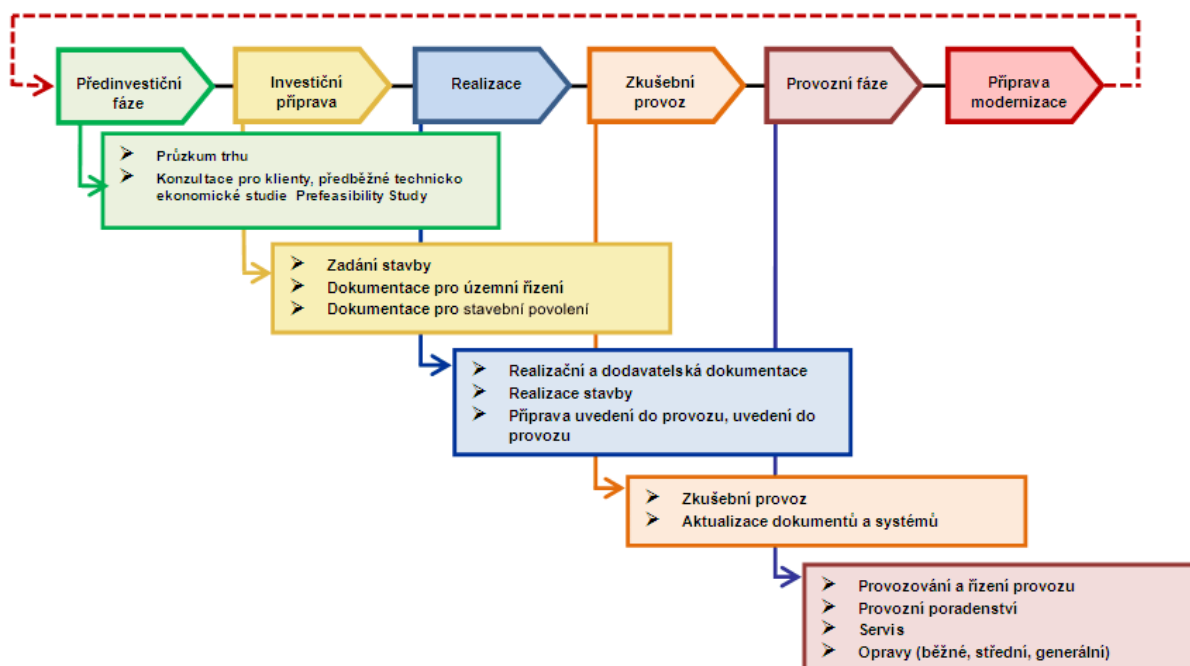 Předinvestiční
fáze
Investiční
příprava
Realizace
Zkušební
provoz
Provozní fáze
Příprava
modernizace
Průzkum trhu
Konzultace pro klienty, předběžné technicko
ekonomické studie Prefeasibility Study
Zadání stavby
Dokumentace pro územní řízení
Dokumentace pro stavební povolení
Realizační a dodavatelská dokumentace
Realizace stavby
Příprava uvedení do provozu, uvedení do
provozu
Zkušební provoz
Aktualizace dokumentů a systémů
Provozování a řízení provozu
Provozní poradenství
Servis
Opravy (běžné, střední, generální)